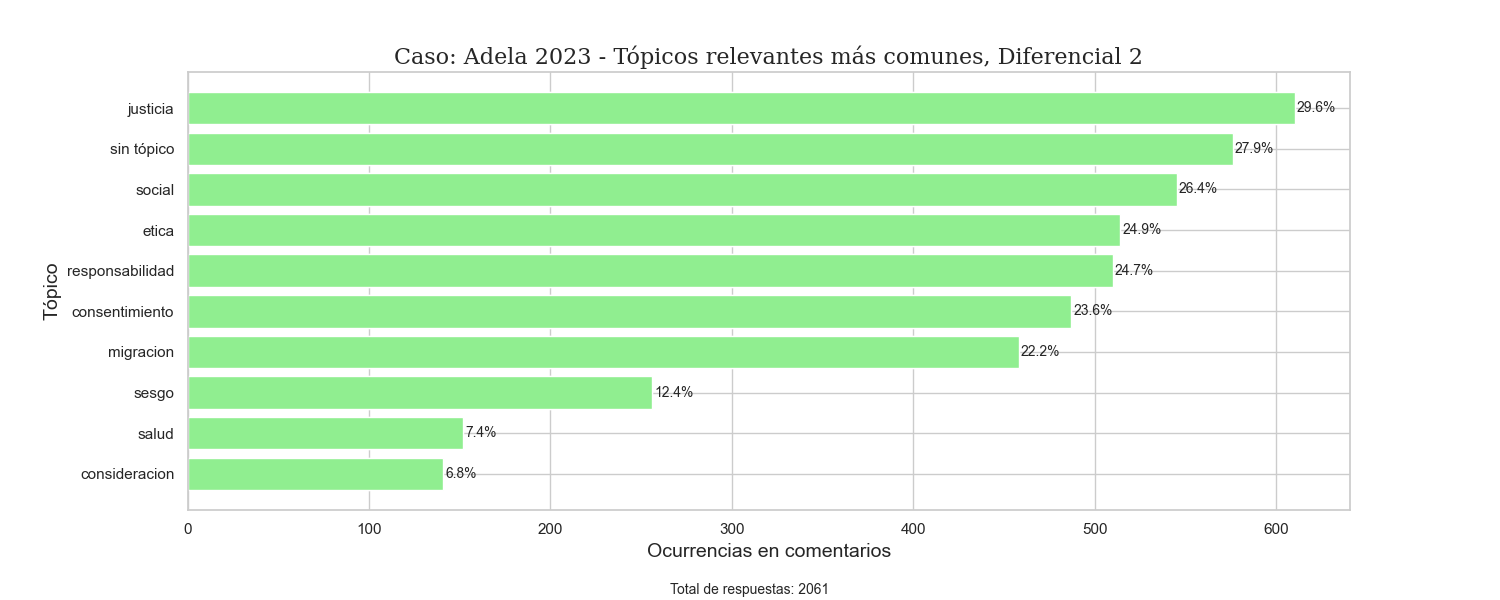 Caso: Adela 2023 - Tópicos relevantes más comunes, Diferencial 2
Tópico
justicia 29.6%
sin tópico 27.9%
social 26.4%
etica 24.9%
responsabilidad 24.7%
consentimiento 23.6%
migracion 22.2%
sesgo 12.4%
salud 7.4%
consideracion 6.8%
0 100 200 300 400 500 600
Ocurrencias en comentarios
Total de respuestas: 2061